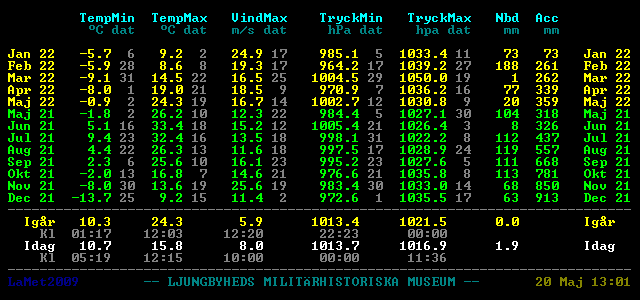 TempMin TempMax VindMax TryckMin TryckMax Nbd Acc
ºC dat ºC dat m/s dat hPa dat hpa dat mm mm
Jan 22 -5.7 6 9.2 2 24.9 17 985.1 5 1033.4 11 73 73 Jan 22
Feb 22 -5.9 28 8.6 8 19.3 17 964.2 17 1039.2 27 188 261 Feb 22
Mar 22 -9.1 31 14.5 22 16.5 25 1004.5 29 1050.0 19 1 262 Mar 22
Apr 22 -8.0 1 19.0 21 18.5 9 970.9 7 1036.2 16 77 339 Apr 22
Maj 22 -0.9 2 24.3 19 16.7 14 1002.7 12 1030.8 9 20 359 Maj 22
Maj 21 -1.8 2 26.2 10 12.3 22 984.4 5 1027.1 30 104 318 Maj 21
Jun 21 5.1 16 33.4 18 15.2 12 1005.4 21 1026.4 3 8 326 Jun 21
Jul 21 9.4 23 32.4 16 13.5 18 998.1 31 1022.2 8 112 437 Jul 21
Aug 21 4.4 22 26.3 13 11.6 18 997.5 17 1028.9 24 119 557 Aug 21
Sep 21 2.3 6 25.6 10 16.1 23 995.2 23 1027.6 5 111 668 Sep 21
Okt 21 -2.0 13 16.8 7 14.6 21 976.6 21 1035.8 8 113 781 Okt 21
Nov 21 -8.0 30 13.6 19 25.6 19 983.4 30 1033.0 14 68 850 Nov 21
Dec 21 -13.7 25 9.2 15 11.4 2 972.6 1 1035.5 17 63 913 Dec 21
Igår 10.3 24.3 5.9 1013.4 1021.5 0.0 Igår
Kl 01:17 12:03 12:20 22:23 00:00
Idag 10.7 15.8 8.0 1013.7 1016.9 1.9 Idag
Kl 05:19 12:15 10:00 00:00 11:36
LaMat2009 -- LJUNGBYHEDS MILITÄRHISTORISKA MUSEUM -- 20 Maj 13:01